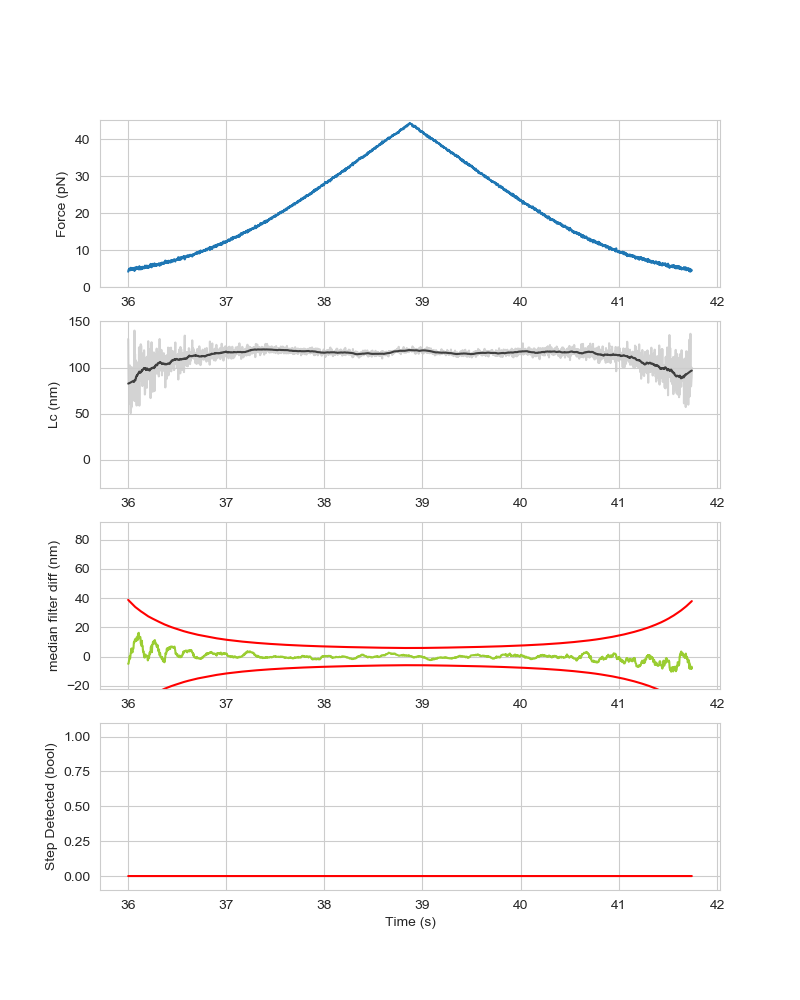 Force (pN)
40
30
20
10
0
36 37 38 39 40 41 42
Lc (nm)
150
100
50
0
36 37 38 39 40 41 42
median filter diff (nm)
80
60
40
20
0
−20
36 37 38 39 40 41 42
Step Detected (bool)
1.00
0.75
0.50
0.25
0.00
36 37 38 39 40 41 42
Time (s)